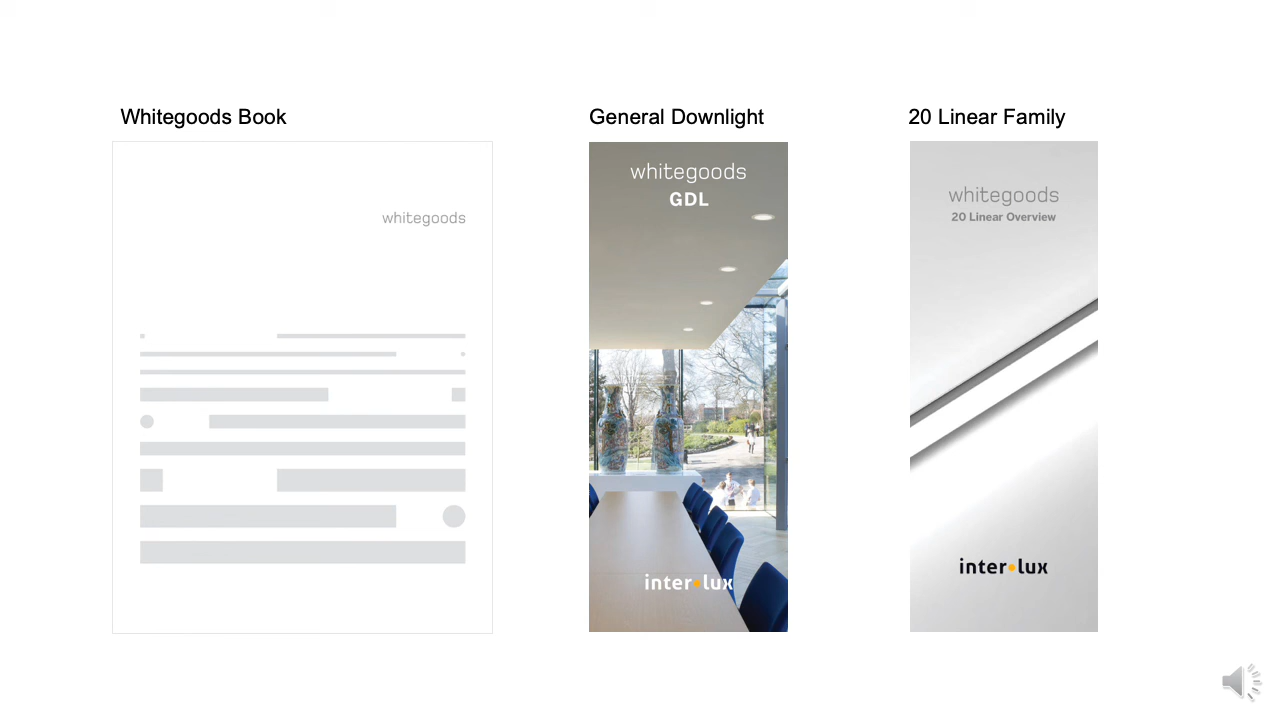 Whitegoods Book
whitegoods
General Downlight
whitegoods
GDL
inter•lux
20 Linear Family
whitegoods
20 Linear Overview
inter•lux